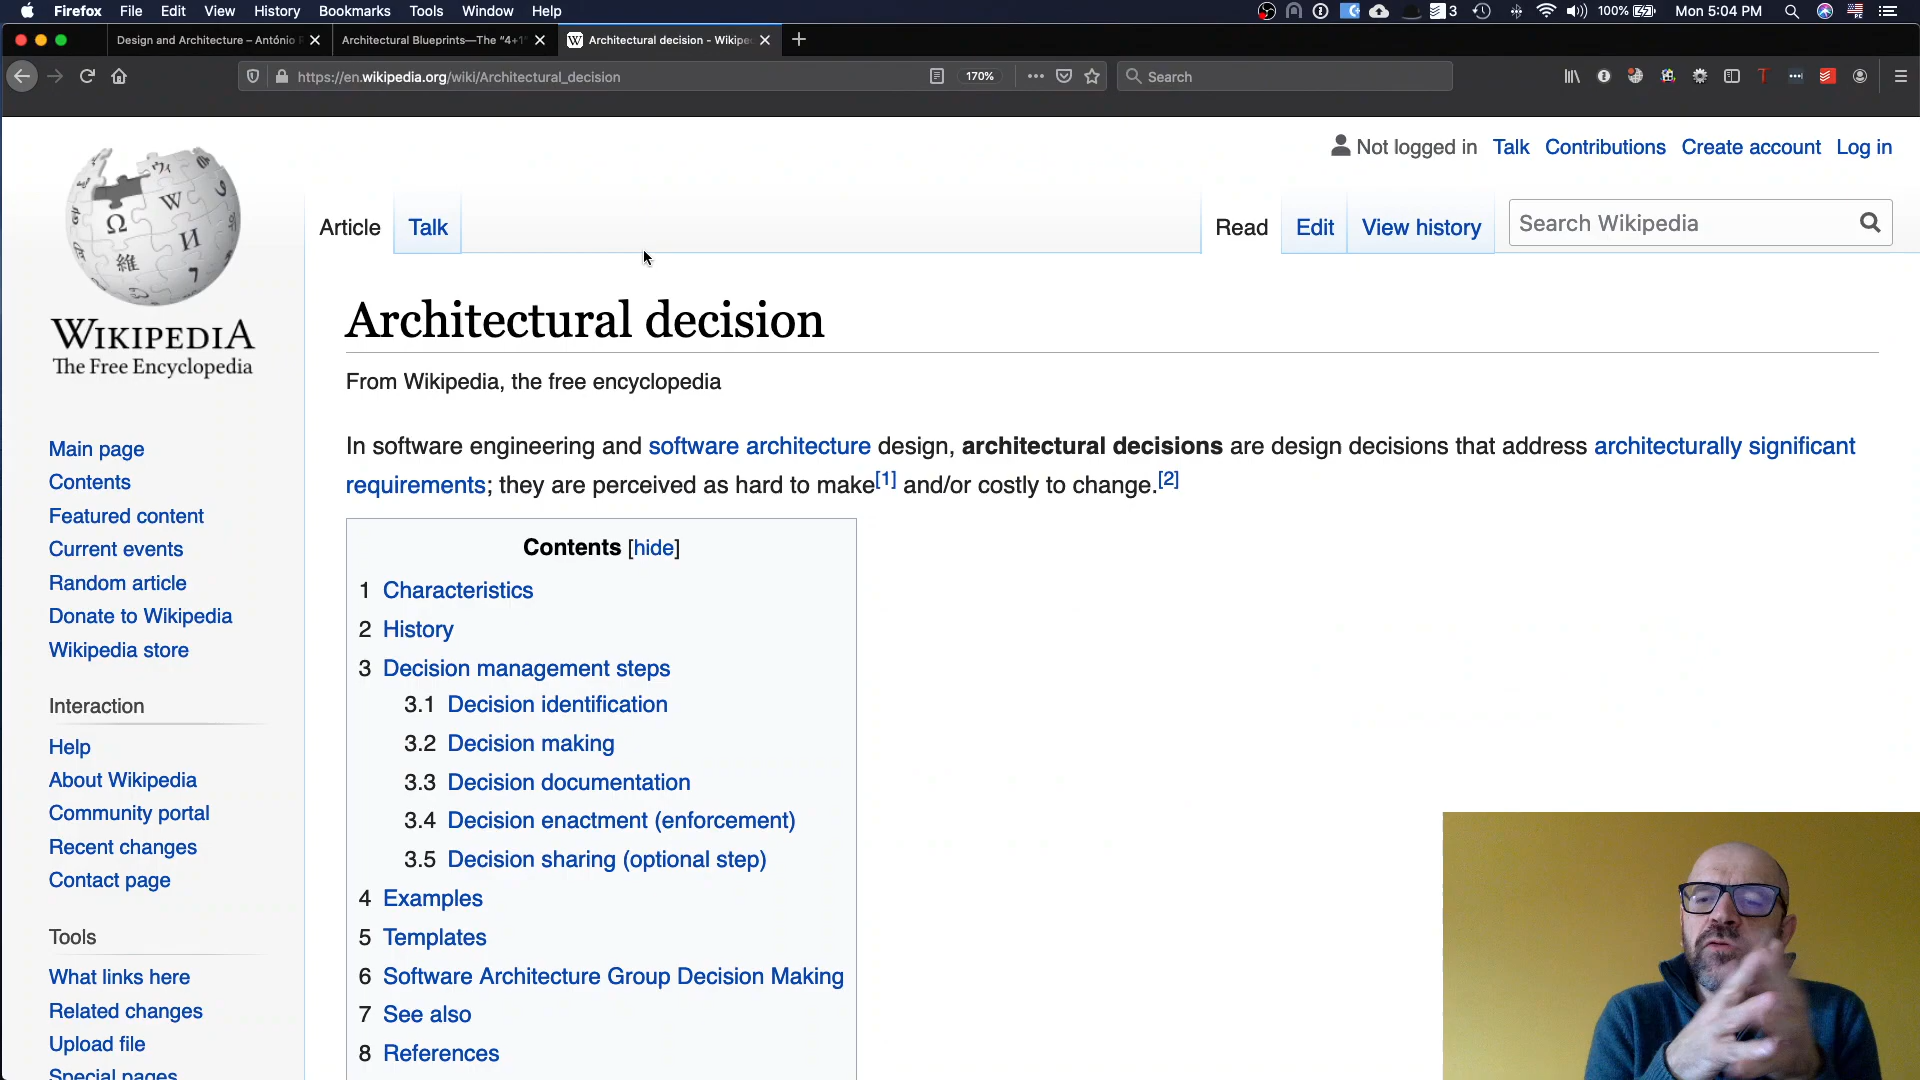 Firefox File Edit View History Bookmarks Tools Window Help 3 100% Mon 5:04 PM
Design and Architecture – António Architectural Blueprints—The “4+1” Architectural decision - Wikipe
https://en.wikipedia.org/wiki/Architectural_decision 170% Search
Not logged in Talk Contributions Create account Log in
Article Talk Read Edit View history Search Wikipedia
WIKIPEDIA
The Free Encyclopedia
Architectural decision
From Wikipedia, the free encyclopedia
In software engineering and software architecture design, architectural decisions are design decisions that address architecturally significant
requirements; they are perceived as hard to make[1] and/or costly to change.[2]
Contents [hide]
1 Characteristics
2 History
3 Decision management steps
3.1 Decision identification
3.2 Decision making
3.3 Decision documentation
3.4 Decision enactment (enforcement)
3.5 Decision sharing (optional step)
4 Examples
5 Templates
6 Software Architecture Group Decision Making
7 See also
8 References
Main page
Contents
Featured content
Current events
Random article
Donate to Wikipedia
Wikipedia store
Interaction
Help
About Wikipedia
Community portal
Recent changes
Contact page
Tools
What links here
Related changes
Upload file
Special pages